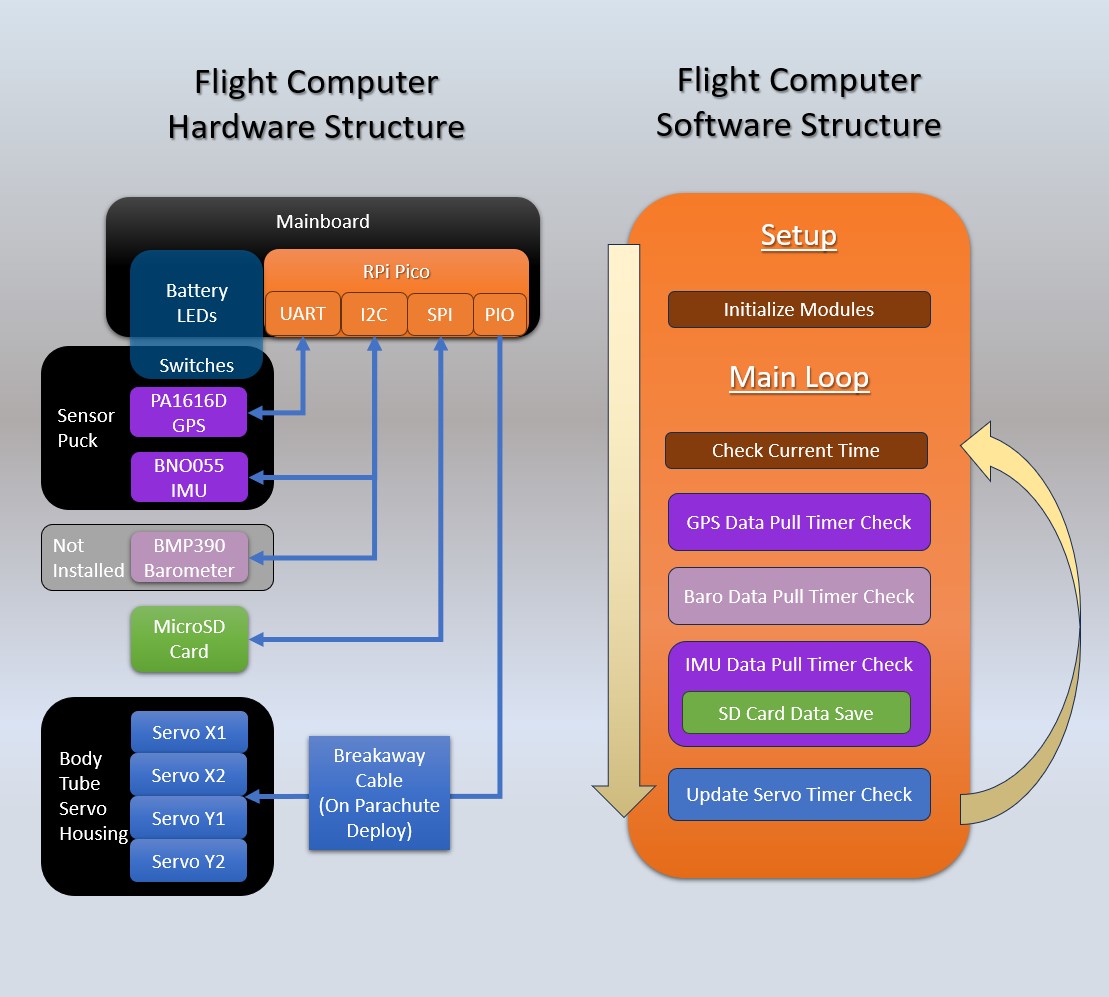 Flight Computer
Hardware Structure
Mainboard
Battery
LEDs
Switches
RPi Pico
UART
I2C
SPI
PIO
Sensor
Puck
PA1616D
GPS
BNO055
IMU
Not
Installed
BMP390
Barometer
MicroSD
Card
Body
Tube
Servo
Housing
Servo X1
Servo X2
Servo Y1
Servo Y2
Breakaway
Cable
(On Parachute
Deploy)
Flight Computer
Software Structure
Setup
Initialize Modules
Main Loop
Check Current Time
GPS Data Pull Timer Check
Baro Data Pull Timer Check
IMU Data Pull Timer Check
SD Card Data Save
Update Servo Timer Check